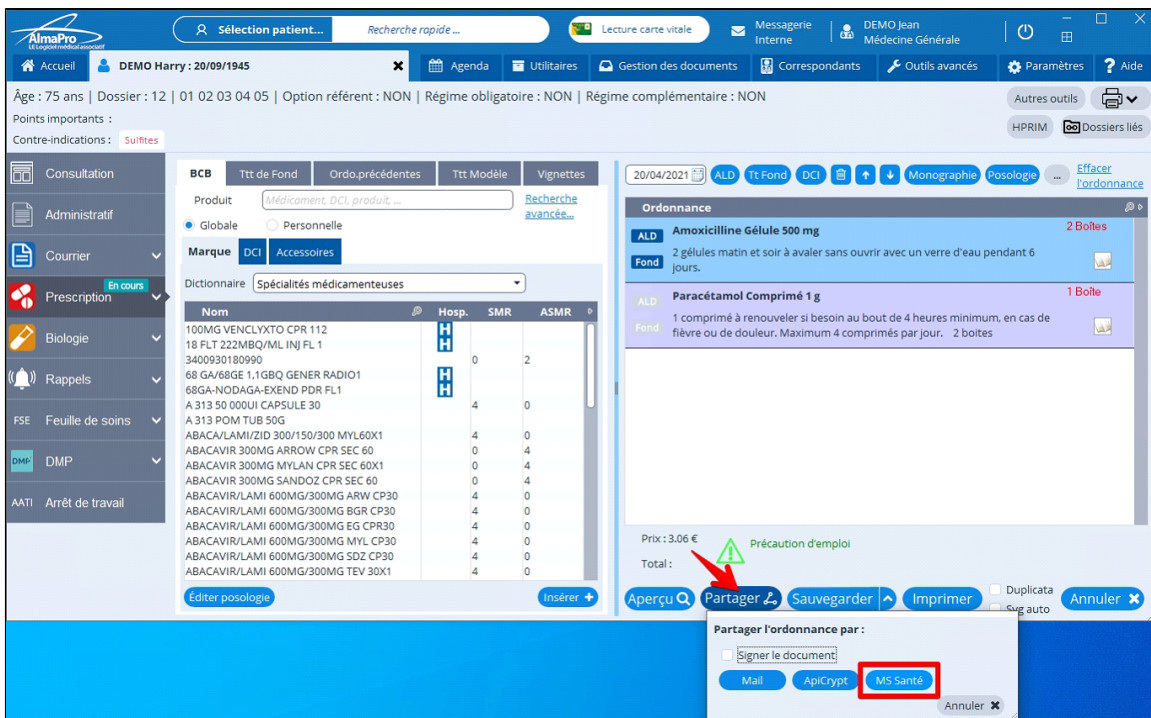 AlmaPro
LE Logiciel médical associatif
Sélection patient...
Recherche rapide ...
Lecture carte vitale
Messagerie
Interne
DEMO Jean
Médecine Générale
Accueil
DEMO Harry : 20/09/1945
Agenda
Utilitaires
Gestion des documents
Correspondants
Outils avancés
Paramètres
? Aide
Âge : 75 ans | Dossier : 12 | 01 02 03 04 05 | Option référent : NON | Régime obligatoire : NON | Régime complémentaire : NON
Autres outils
Points importants :
Contre-indications : Sulfites
HPRIM
Dossiers liés
Consultation
Administratif
Courrier
En cours
Prescription
Biologie
Rappels
FSE Feuille de soins
DMP DMP
AATI Arrêt de travail
BCB
Ttt de Fond
Ordo.précédentes
Ttt Modèle
Vignettes
Produit
Médicament, DCI, produit, ...
Recherche
avancée...
Globale
Personnelle
Marque
DCI
Accessoires
Dictionnaire
Spécialités médicamenteuses
Nom Hosp. SMR ASMR
100MG VENCLYXTO CPR 112 H
18 FLT 222MBQ/ML INJ FL 1 H
3400930180990 0 2
68 GA/68GE 1,1GBQ GENER RADIO1 H
68GA-NODAGA-EXEND PDR FL1 H
A 313 50 000UI CAPSULE 30 4 0
A 313 POM TUB 50G
ABACA/LAMI/ZID 300/150/300 MYL60X1 4 0
ABACAVIR 300MG ARROW CPR SEC 60 0 4
ABACAVIR 300MG MYLAN CPR SEC 60X1 0 4
ABACAVIR 300MG SANDOZ CPR SEC 60 0 4
ABACAVIR/LAMI 600MG/300MG ARW CP30 4 0
ABACAVIR/LAMI 600MG/300MG BGR CP30 4 0
ABACAVIR/LAMI 600MG/300MG EG CPR30 4 0
ABACAVIR/LAMI 600MG/300MG MYL CP30 4 0
ABACAVIR/LAMI 600MG/300MG SDZ CP30 4 0
ABACAVIR/LAMI 600MG/300MG TEV 30X1 4 0
Éditer posologie
Insérer +
20/04/2021
ALD
Tt Fond
DCI
Monographie
Posologie
...
Effacer
l'ordonnance
Ordonnance
ALD
Fond
Amoxicilline Gélule 500 mg
2 Boîtes
2 gélules matin et soir à avaler sans ouvrir avec un verre d'eau pendant 6
jours.
ALD
Fond
Paracétamol Comprimé 1 g
1 Boîte
1 comprimé à renouveler si besoin au bout de 4 heures minimum, en cas de
fièvre ou de douleur. Maximum 4 comprimés par jour. 2 boites
Prix : 3.06 €
Précaution d'emploi
Total :
Aperçu
Partager
Sauvegarder
Imprimer
Duplicata
Svg auto
Annuler
Partager l'ordonnance par :
Signer le document
Mail
ApiCrypt
MS Santé
Annuler